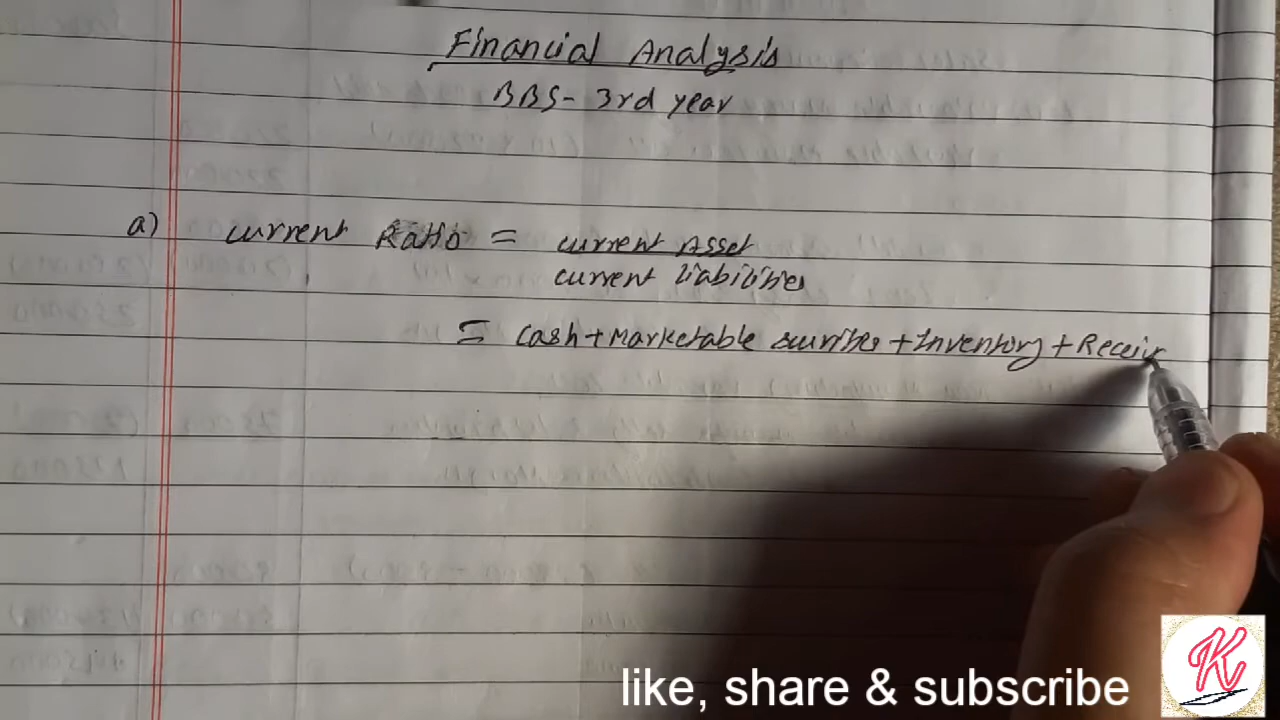 Financial Analysis
BBS- 3rd year
a) current Ratio = current Asset
current liabilities
= Cash + Marketable securities + Inventory + Receiv
like, share & subscribe
K